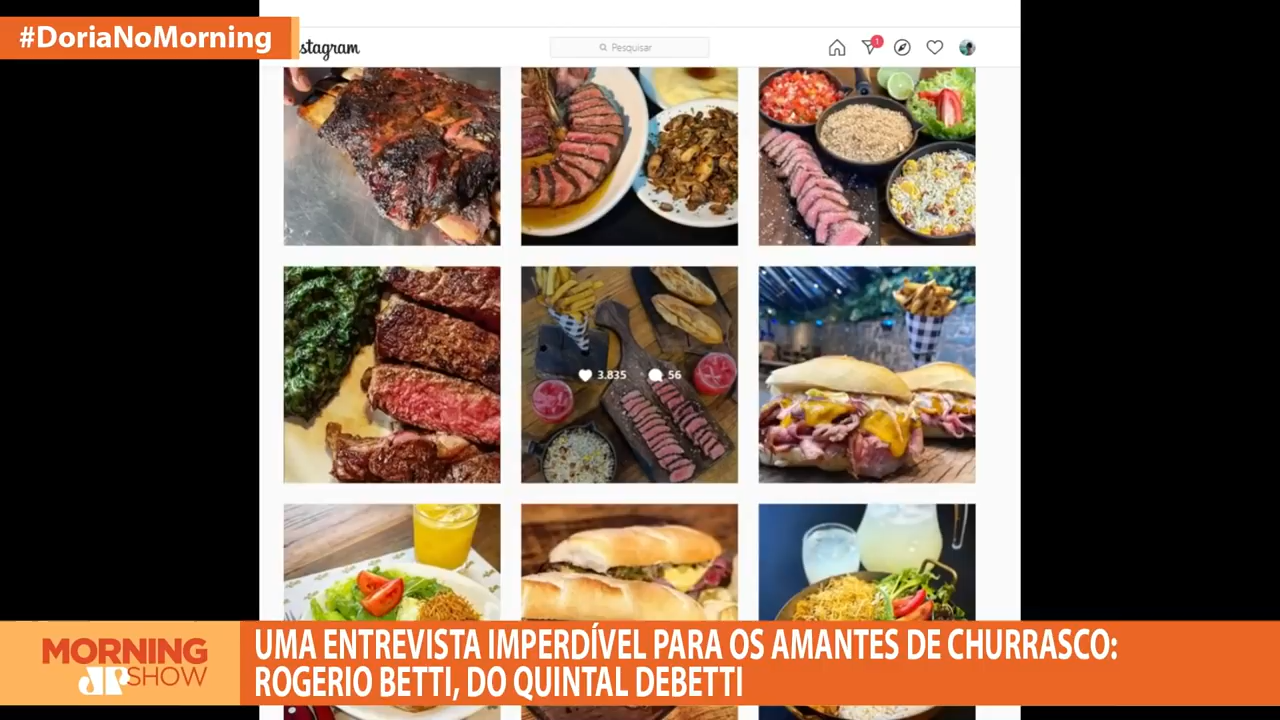 #DoriaNoMorning
stagram
Pesquisar
1
3.835
56
MORNING
JP SHOW
UMA ENTREVISTA IMPERDÍVEL PARA OS AMANTES DE CHURRASCO:
ROGERIO BETTI, DO QUINTAL DEBETTI